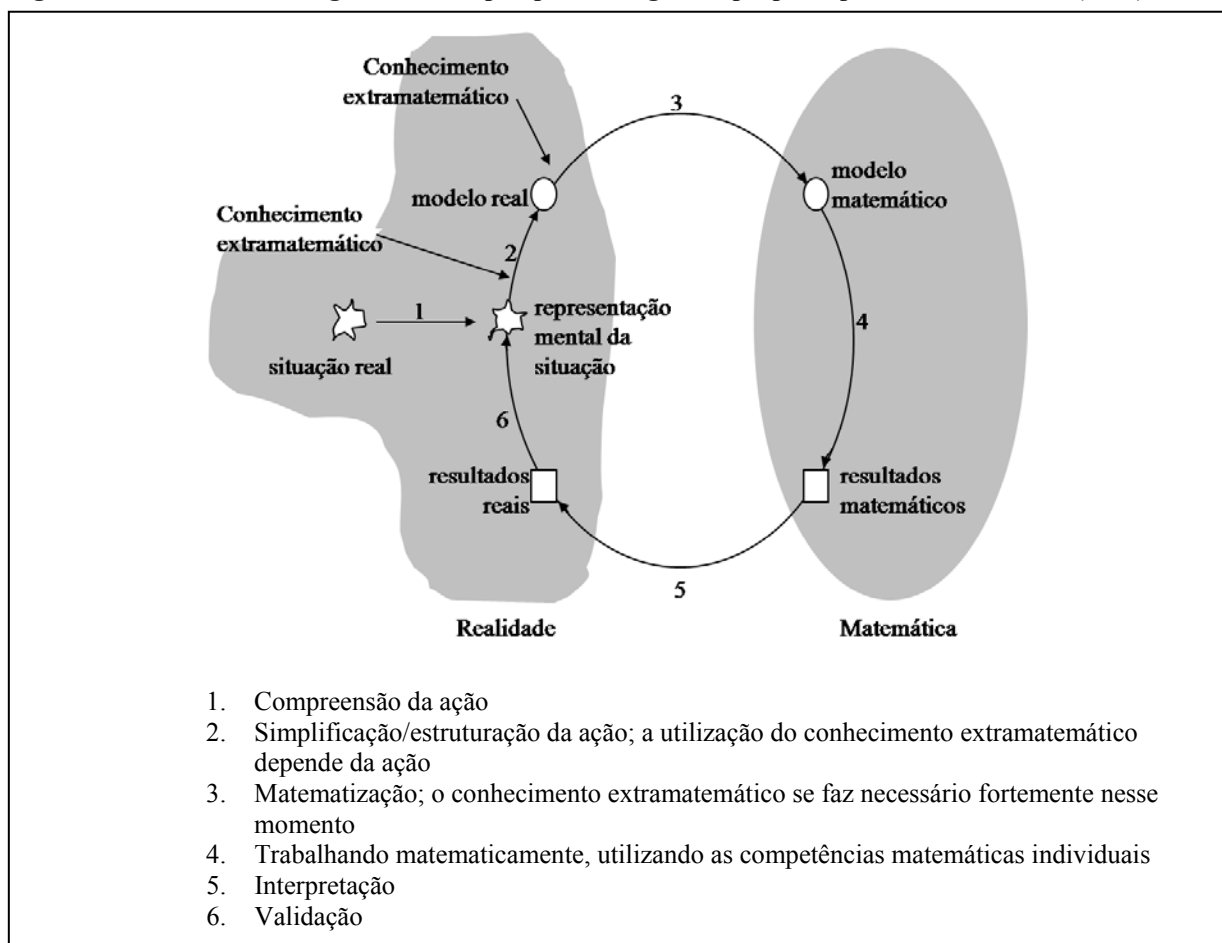 Conhecimento
extramatemático
3
modelo real
modelo
matemático
Conhecimento
extramatemático
2
1
situação real
representação
mental da
situação
4
6
resultados
reais
resultados
matemáticos
5
Realidade
Matemática
1. Compreensão da ação
2. Simplificação/estruturação da ação; a utilização do conhecimento extramatemático
depende da ação
3. Matematização; o conhecimento extramatemático se faz necessário fortemente nesse
momento
4. Trabalhando matematicamente, utilizando as competências matemáticas individuais
5. Interpretação
6. Validação